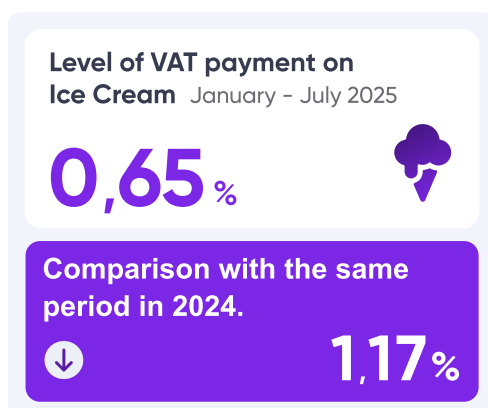 Level of VAT payment on
Ice Cream January - July 2025
0,65 %
Comparison with the same
period in 2024.
1,17 %